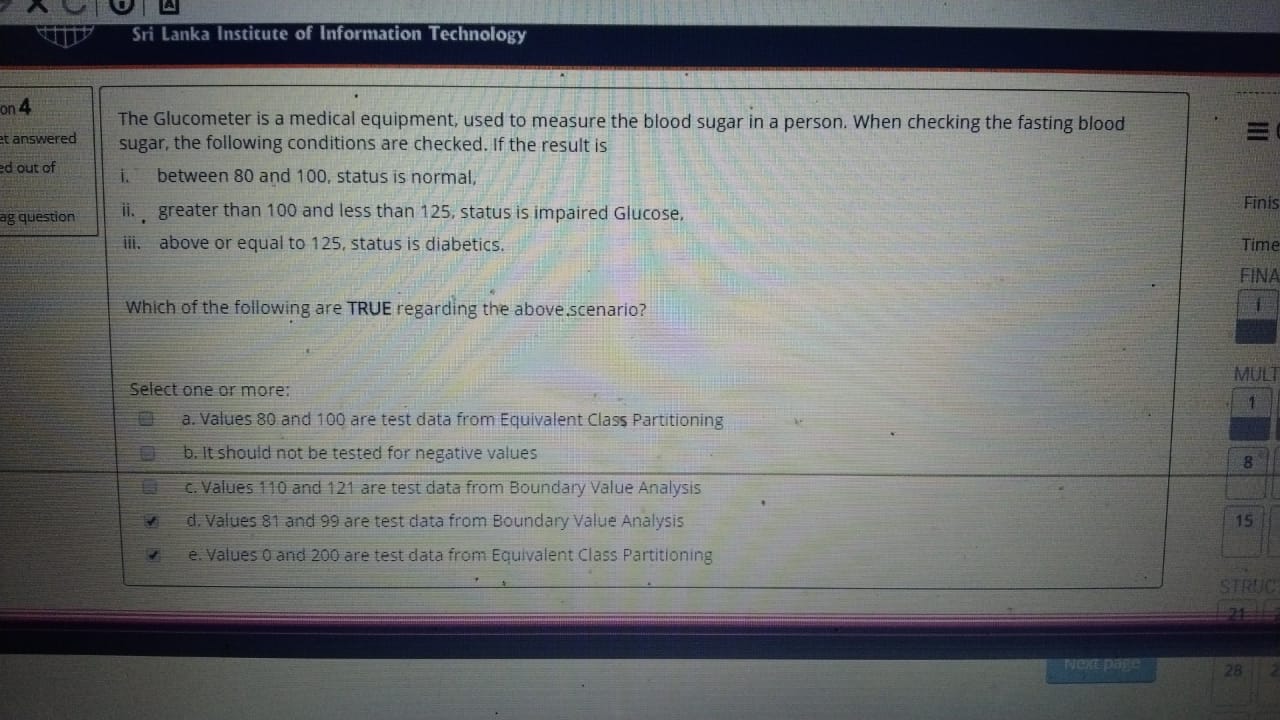 Sri Lanka Institute of Information Technology
on 4
et answered
ed out of
ag question
The Glucometer is a medical equipment, used to measure the blood sugar in a person. When checking the fasting blood
sugar, the following conditions are checked. If the result is
i. between 80 and 100, status is normal,
ii. greater than 100 and less than 125, status is impaired Glucose,
iii. above or equal to 125, status is diabetics.
Which of the following are TRUE regarding the above scenario?
Select one or more:
a. Values 80 and 100 are test data from Equivalent Class Partitioning
b. It should not be tested for negative values
c. Values 110 and 121 are test data from Boundary Value Analysis
d. Values 81 and 99 are test data from Boundary Value Analysis
e. Values 0 and 200 are test data from Equivalent Class Partitioning
Next page
Finis
Time
FINA
i
MULT
1
8
15
STRUC
21
28